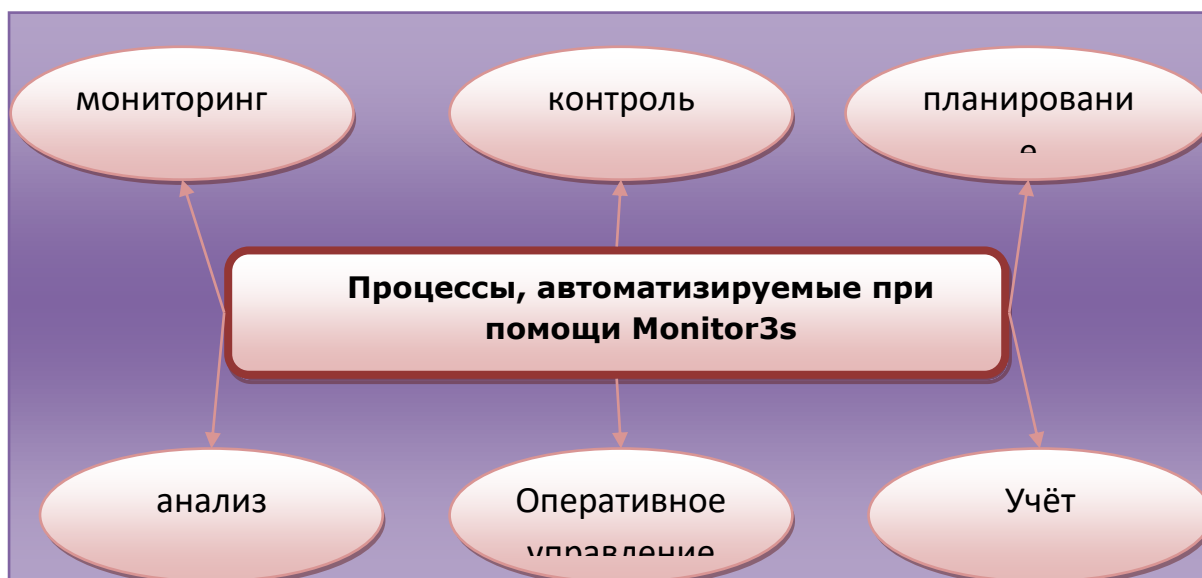 мониторинг
контроль
планировани
е
Процессы, автоматизируемые при
помощи Monitor3s
анализ
Оперативное
управление
Учёт